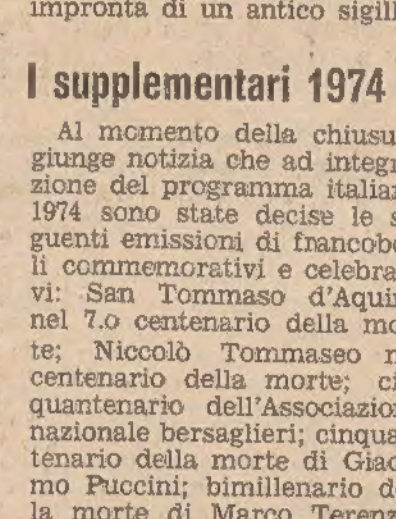 impronta di un antico sigill
I supplementari 1974
Al momento della chiusu
giunge notizia che ad integr
zione del programma italia
1974 sono state decise le s
guenti emissioni di francobo
li commemorativi e celebra
vi: San Tommaso d'Aqui
nel 7.o centenario della mo
te; Niccolò Tommaseo n
centenario della morte; ci
quantenario dell'Associazio
nazionale bersaglieri; cinqua
tenario della morte di Giac
mo Puccini; bimillenario d
la morte di Marco Terenz